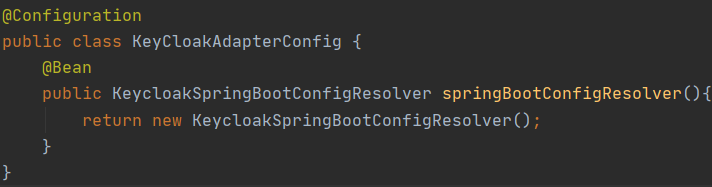 @Configuration
public class KeyCloakAdapterConfig {
    @Bean
    public KeycloakSpringBootConfigResolver springBootConfigResolver(){
        return new KeycloakSpringBootConfigResolver();
    }
}